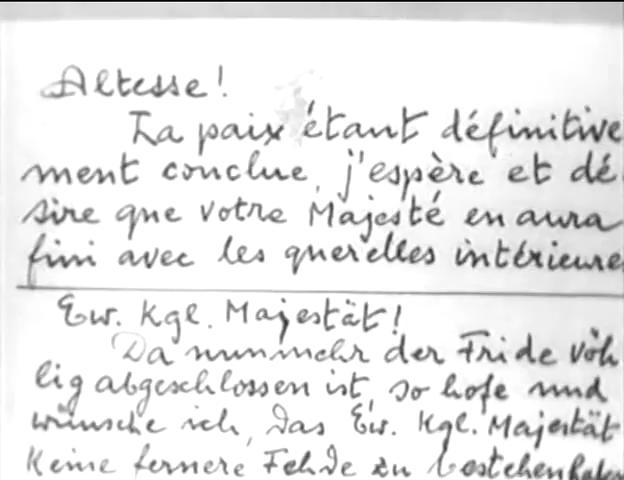 Altesse!
La paix étant définitive
ment conclue, j'espère et dé
sire que votre Majesté en aura
fini avec les querelles intérieure
Ew. Kgl. Majestät!
Da nunmehr der Fride völ
lig abgeschlossen ist, so hofe und
wünsche ich, das Ew. Kgl. Majestät
Keine fernere Fehde zu bestehen haben